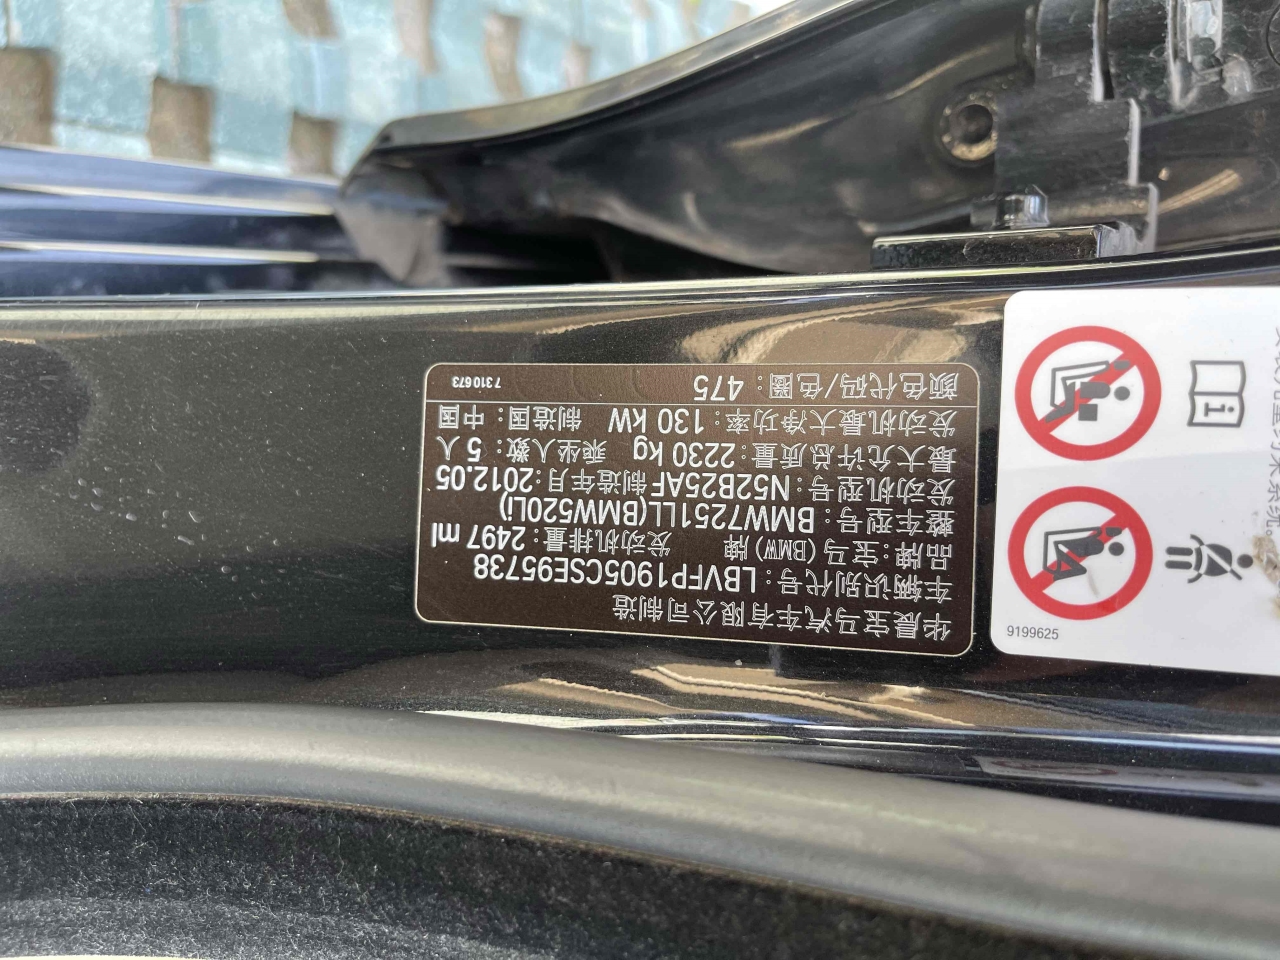 华晨宝马汽车有限公司制造
车辆识别代号：LBVFP1905CSE95738
品牌：宝马（BMW）牌 发动机排量：2497 ml
整车型号：BMW7251LL(BMW520Li)
发动机型号：N52B25AF 制造年月：2012.05
最大允许总质量：2230 kg 乘坐人数：5 人
发动机最大净功率：130 kW 制造国：中国
颜色代码/色圈：475 7310673
9199625